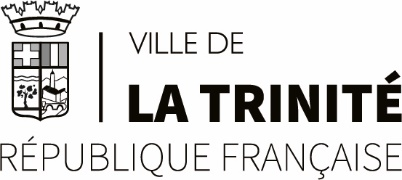 VILLE DE
LA TRINITÉ
RÉPUBLIQUE FRANÇAISE